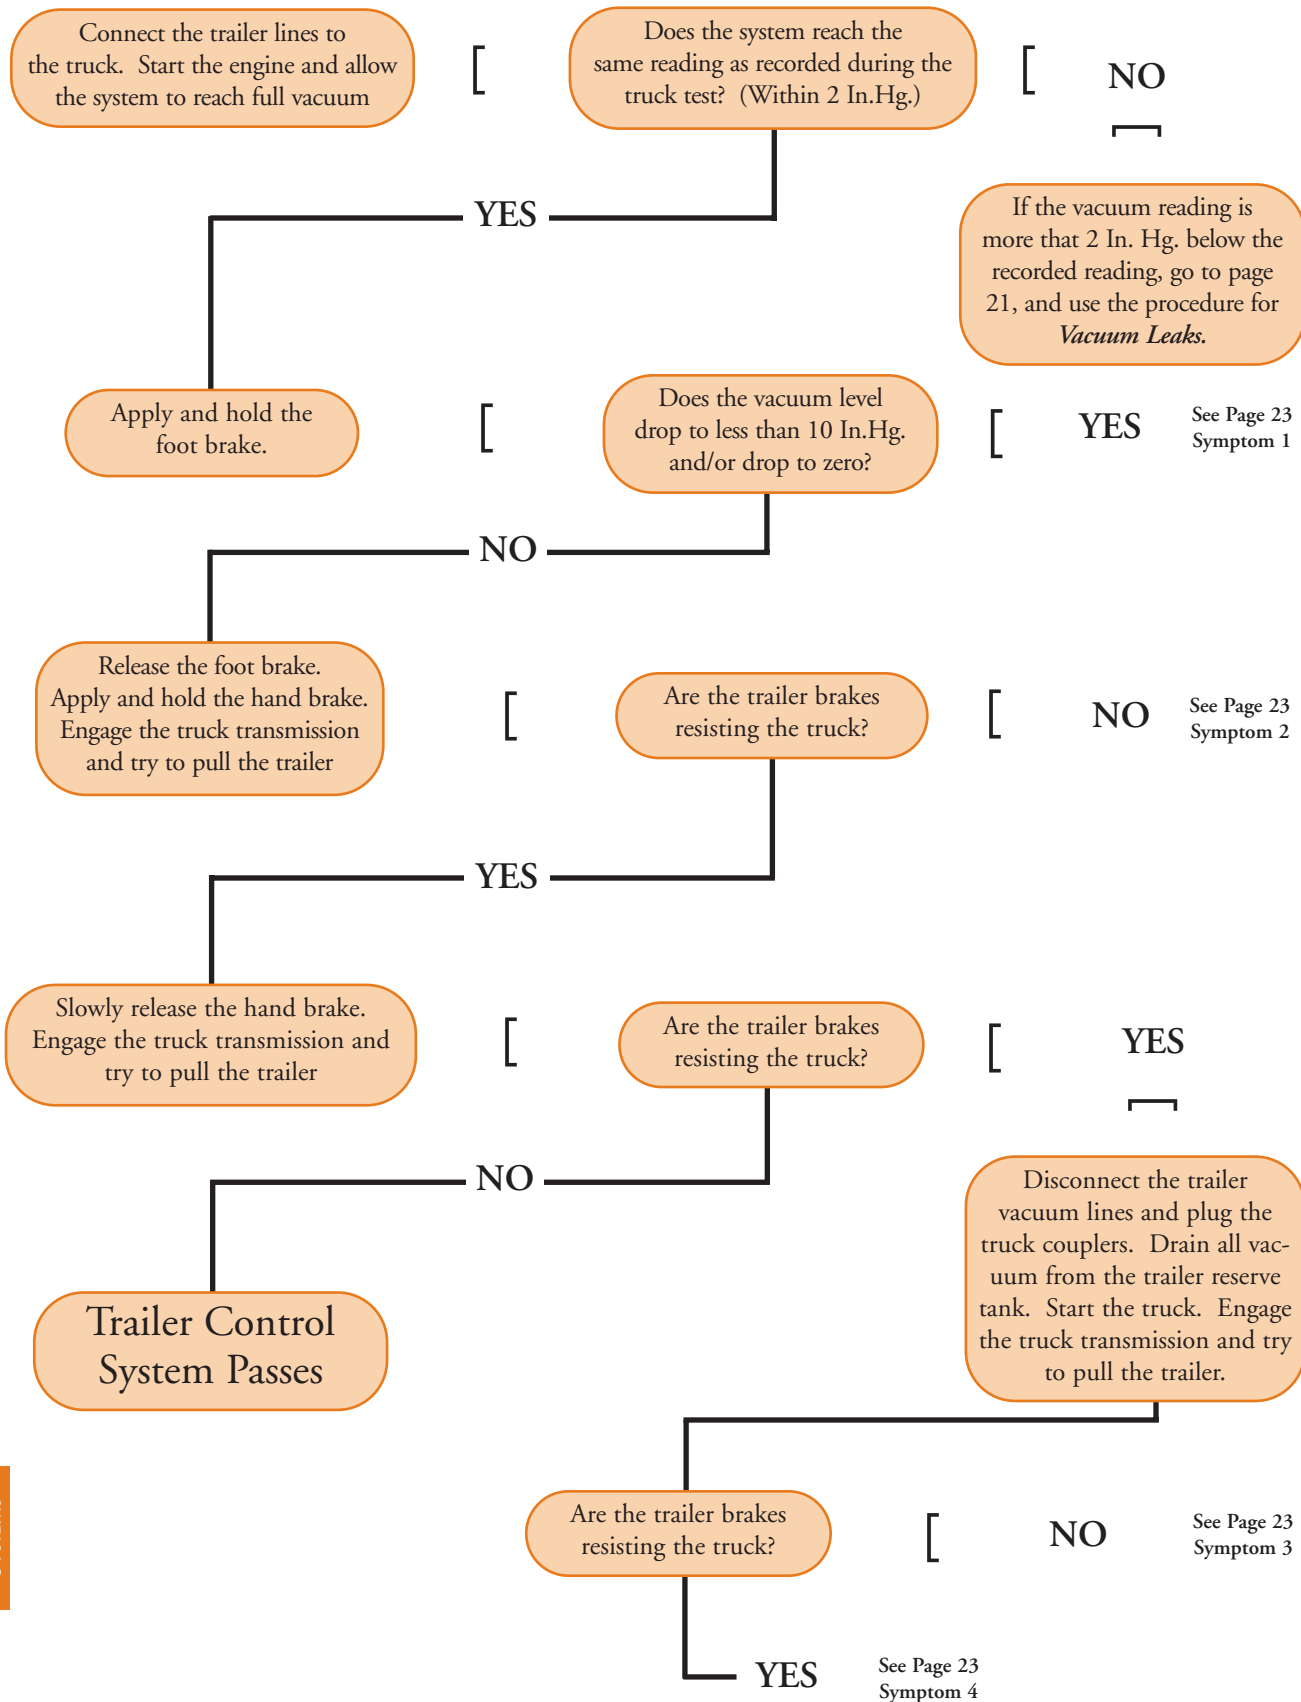 Connect the trailer lines to
the truck. Start the engine and allow
the system to reach full vacuum
Does the system reach the
same reading as recorded during the
truck test? (Within 2 In.Hg.)
NO
If the vacuum reading is
more that 2 In. Hg. below the
recorded reading, go to page
21, and use the procedure for
Vacuum Leaks.
YES
Apply and hold the
foot brake.
Does the vacuum level
drop to less than 10 In.Hg.
and/or drop to zero?
YES
See Page 23
Symptom 1
NO
Release the foot brake.
Apply and hold the hand brake.
Engage the truck transmission
and try to pull the trailer
Are the trailer brakes
resisting the truck?
NO
See Page 23
Symptom 2
YES
Slowly release the hand brake.
Engage the truck transmission and
try to pull the trailer
Are the trailer brakes
resisting the truck?
YES
NO
Trailer Control
System Passes
Disconnect the trailer
vacuum lines and plug the
truck couplers. Drain all vac-
uum from the trailer reserve
tank. Start the truck. Engage
the truck transmission and try
to pull the trailer.
Are the trailer brakes
resisting the truck?
NO
See Page 23
Symptom 3
YES
See Page 23
Symptom 4